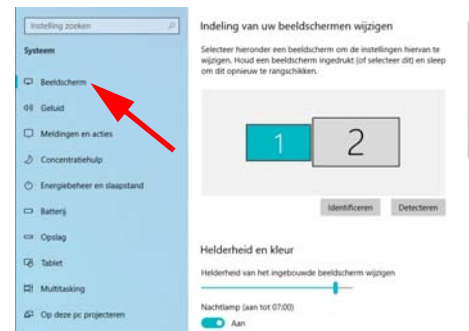 Instelling zoeken
Systeem
Beeldscherm
Geluid
Meldingen en acties
Concentratiehulp
Energiebeheer en slaapstand
Batterij
Opslag
Tablet
Multitasking
Op deze pc projecteren
Indeling van uw beeldschermen wijzigen
Selecteer hieronder een beeldscherm om de instellingen hiervan te
wijzigen. Houd een beeldscherm ingedrukt (of selecteer dit) en sleep
om dit opnieuw te rangschikken.
1
2
Identificeren
Detecteren
Helderheid en kleur
Helderheid van het ingebouwde beeldscherm wijzigen
Nachtlamp (aan tot 07:00)
Aan